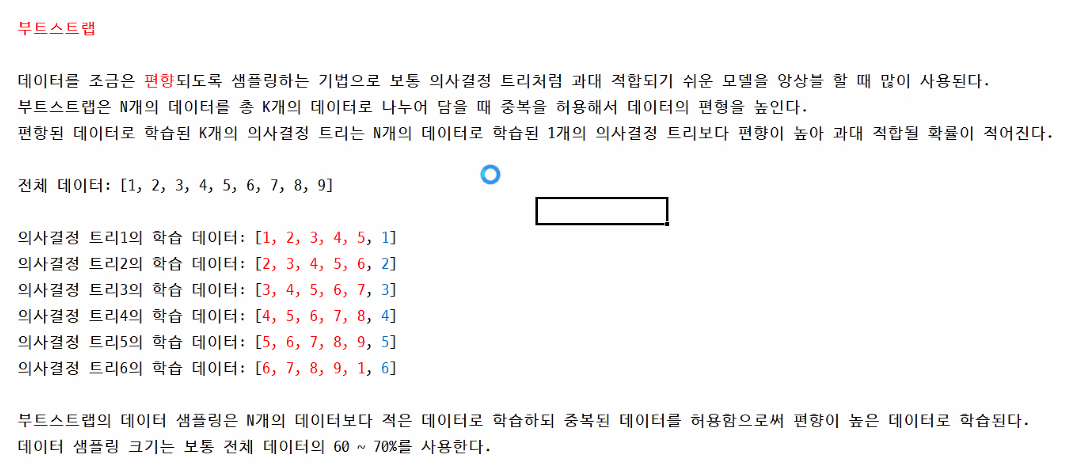 부트스트랩
데이터를 조금은 편향되도록 샘플링하는 기법으로 보통 의사결정 트리처럼 과대 적합되기 쉬운 모델을 앙상블 할 때 많이 사용된다.
부트스트랩은 N개의 데이터를 총 K개의 데이터로 나누어 담을 때 중복을 허용해서 데이터의 편형을 높인다.
편향된 데이터로 학습된 K개의 의사결정 트리는 N개의 데이터로 학습된 1개의 의사결정 트리보다 편향이 높아 과대 적합될 확률이 적어진다.
전체 데이터: [1, 2, 3, 4, 5, 6, 7, 8, 9]
의사결정 트리1의 학습 데이터: [1, 2, 3, 4, 5, 1]
의사결정 트리2의 학습 데이터: [2, 3, 4, 5, 6, 2]
의사결정 트리3의 학습 데이터: [3, 4, 5, 6, 7, 3]
의사결정 트리4의 학습 데이터: [4, 5, 6, 7, 8, 4]
의사결정 트리5의 학습 데이터: [5, 6, 7, 8, 9, 5]
의사결정 트리6의 학습 데이터: [6, 7, 8, 9, 1, 6]
부트스트랩의 데이터 샘플링은 N개의 데이터보다 적은 데이터로 학습하되 중복된 데이터를 허용함으로써 편향이 높은 데이터로 학습된다.
데이터 샘플링 크기는 보통 전체 데이터의 60 ~ 70%를 사용한다.